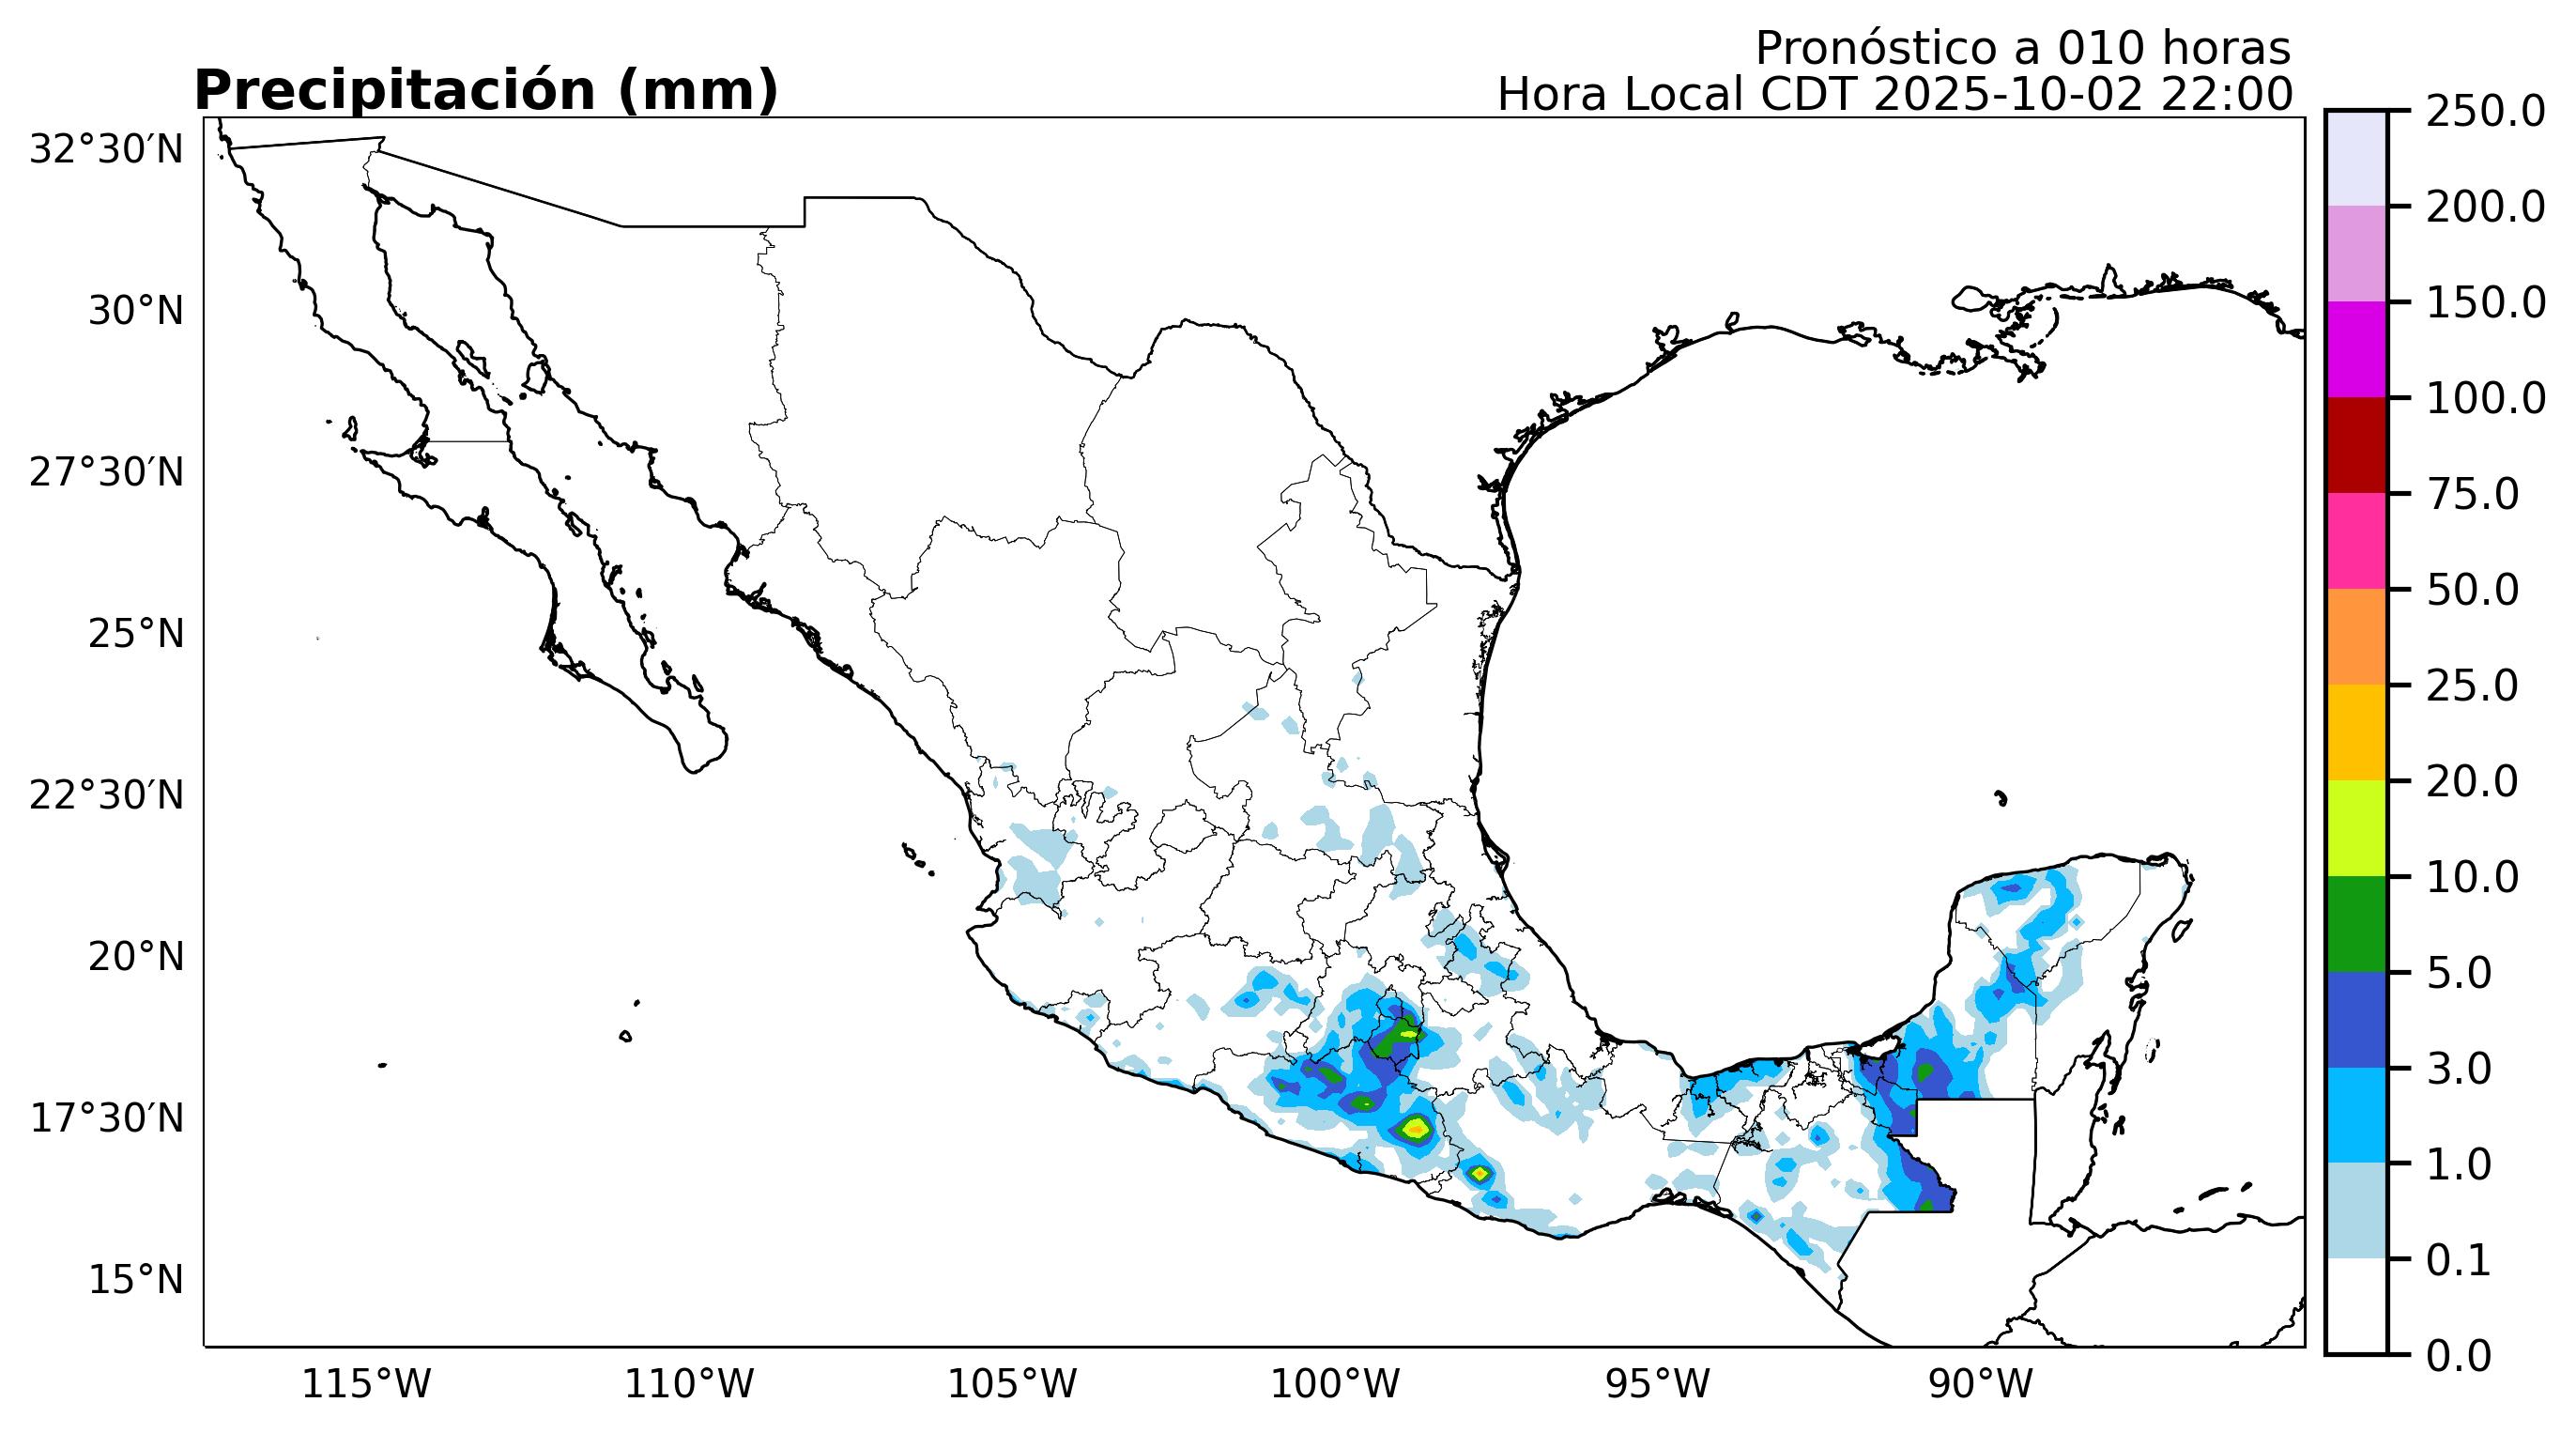 Pronóstico a 010 horas
Precipitación (mm)
Hora Local CDT 2025-10-02 22:00
32°30′N
30°N
27°30′N
25°N
22°30′N
20°N
17°30′N
15°N
115°W
110°W
105°W
100°W
95°W
90°W
250.0
200.0
150.0
100.0
75.0
50.0
25.0
20.0
10.0
5.0
3.0
1.0
0.1
0.0